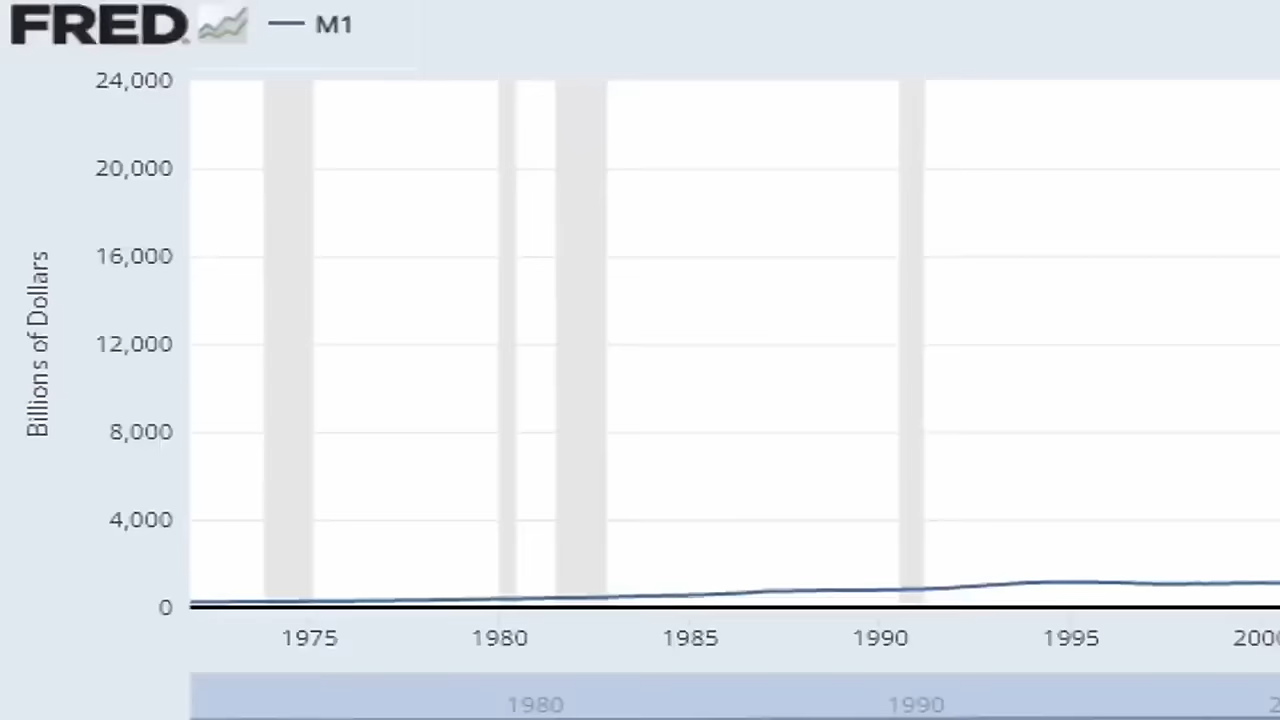 FRED
M1
24,000
20,000
16,000
12,000
8,000
4,000
0
Billions of Dollars
1975 1980 1985 1990 1995
1980 1990